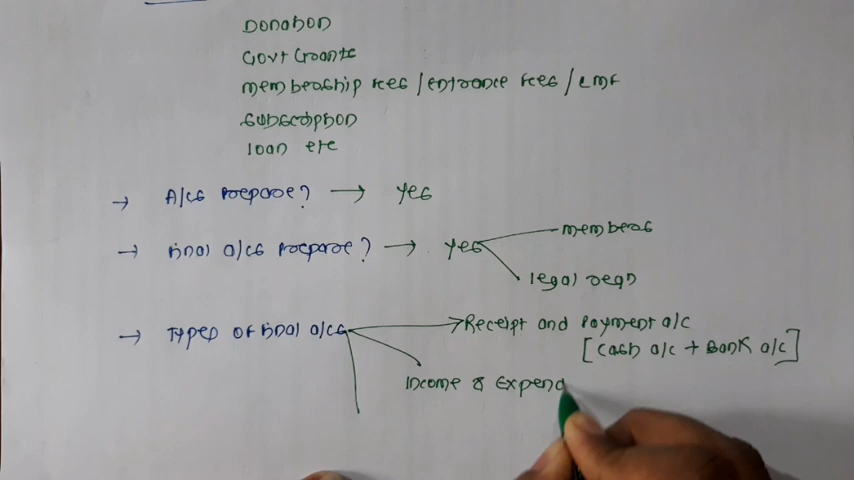 Donation
Govt Grants
membership fees / entrance fees / LMF
subscription
loan etc
→ A/cs prepare? → yes
→ final a/cs prepare? → yes
members
legal reqn
→ Types of final a/cs
Receipt and payment a/c
[cash a/c + Bank a/c]
Income & Expend